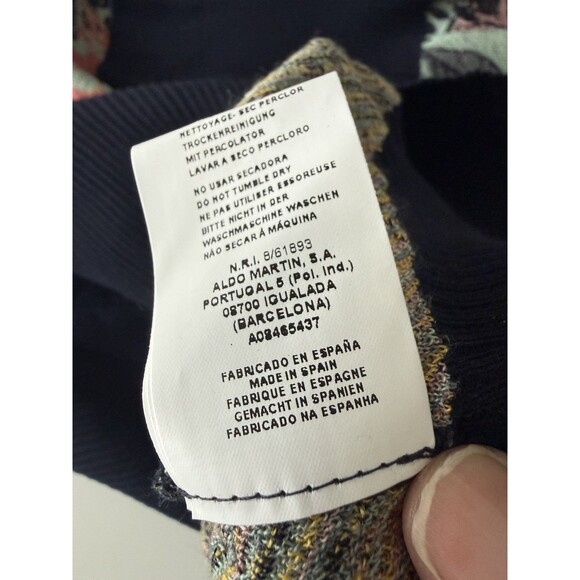 NETTOYAGE- SEC PERCLOR
TROCKENREINIGUNG
MIT PERCOLATOR
LAVAR A SECO PERCLORO
NO USAR SECADORA
DO NOT TUMBLE DRY
NE PAS UTILISER ESSOREUSE
BITTE NICHT IN DER
WASCHMASCHINE WASCHEN
NÃO SECAR À MÁQUINA
N.R.I. B/61893
ALDO MARTIN, S.A.
PORTUGAL 5 (Pol. Ind.)
08700 IGUALADA
(BARCELONA)
A08465437
FABRICADO EN ESPAÑA
MADE IN SPAIN
FABRIQUE EN ESPAGNE
GEMACHT IN SPANIEN
FABRICADO NA ESPANHA